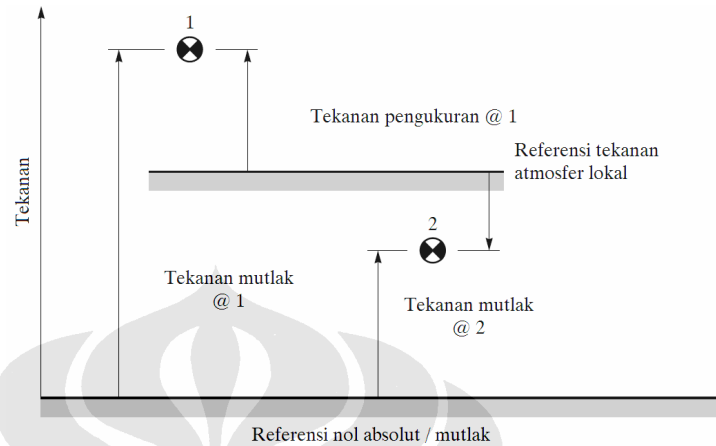 1
Tekanan pengukuran @ 1
Referensi tekanan
atmosfer lokal
Tekanan
2
Tekanan mutlak
@ 1
Tekanan mutlak
@ 2
Referensi nol absolut / mutlak